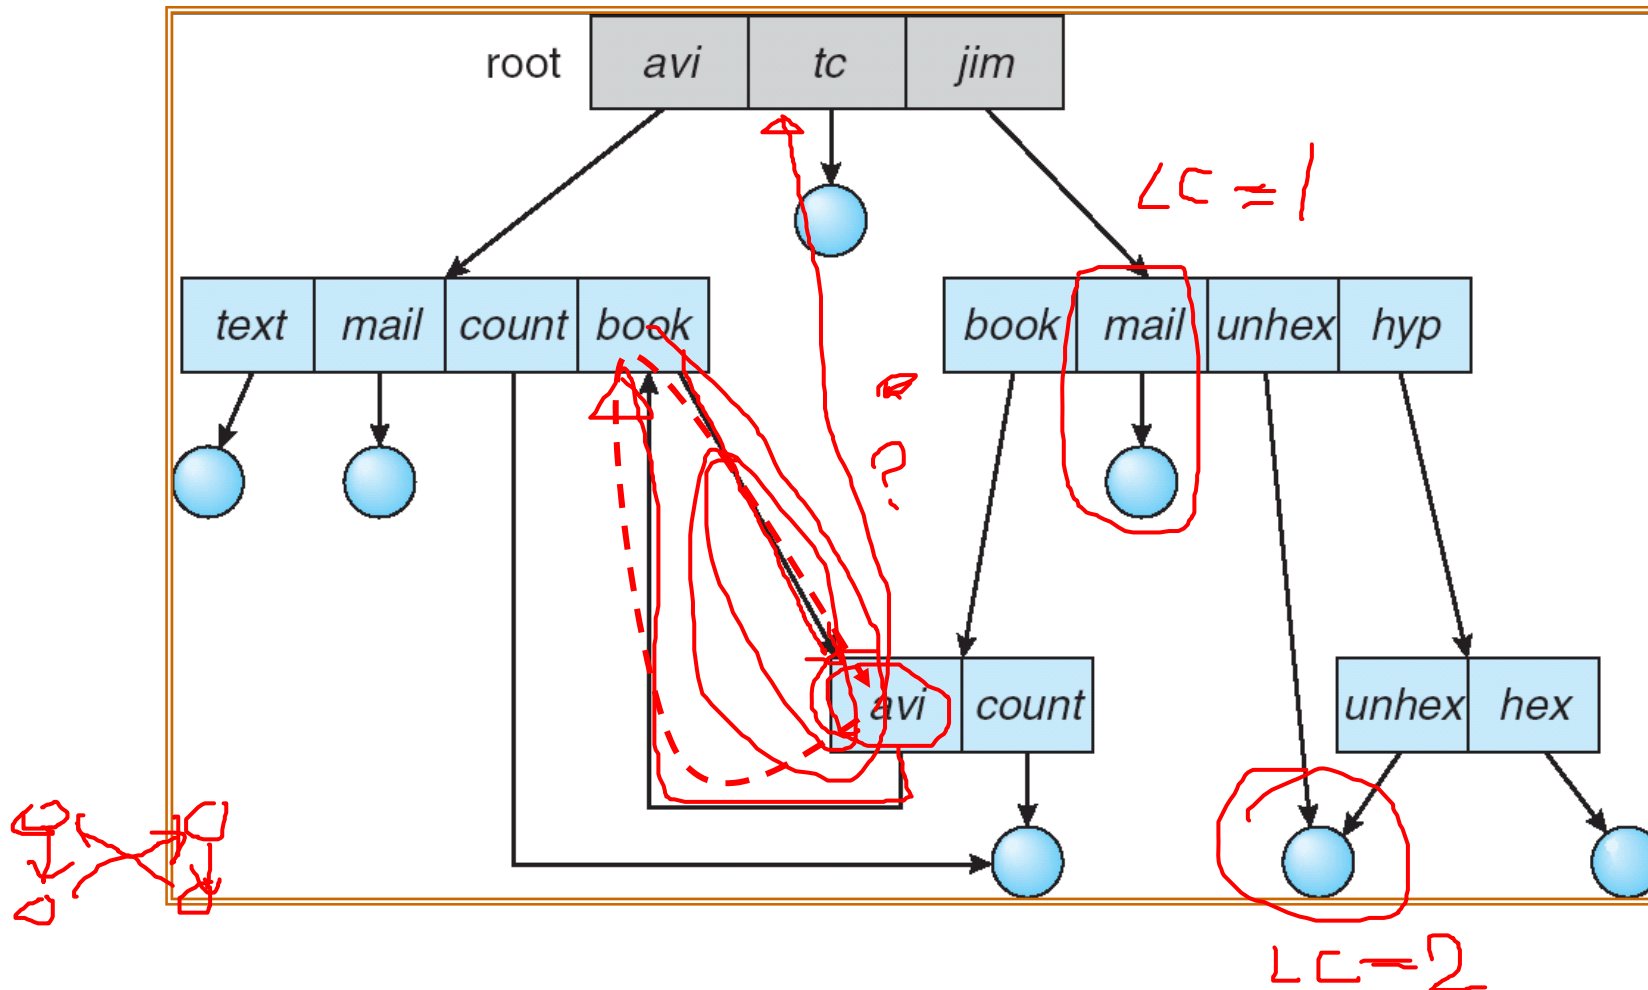 root avi tc jim
LC = 1
text mail count book
book mail unhex hyp
?
avi count
unhex hex
LC = 2